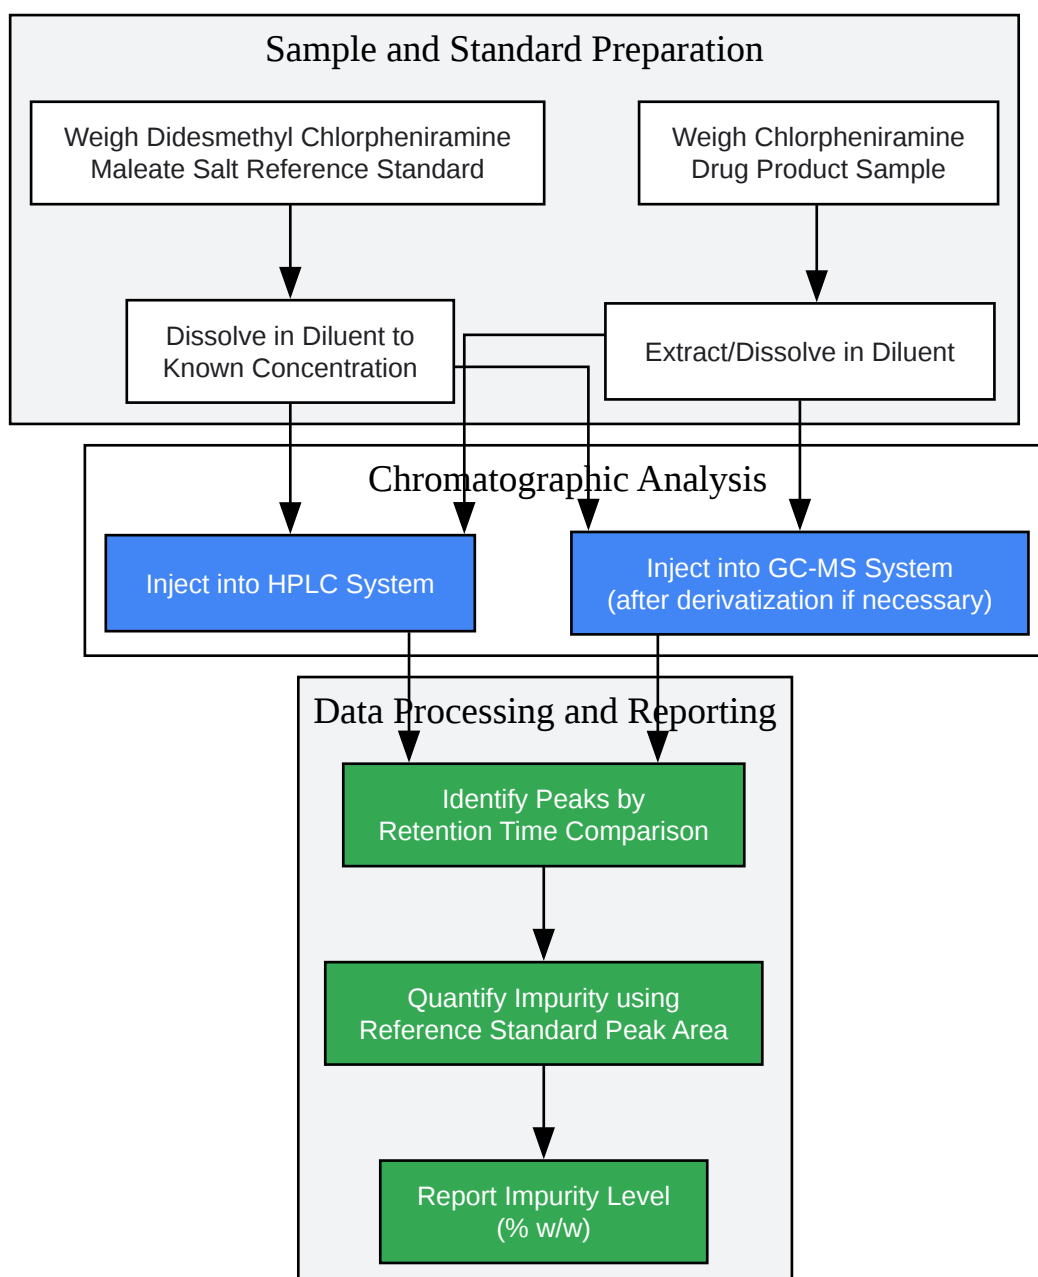 Sample and Standard Preparation
Weigh Didesmethyl Chlorpheniramine
Maleate Salt Reference Standard
Weigh Chlorpheniramine
Drug Product Sample
Dissolve in Diluent to
Known Concentration
Extract/Dissolve in Diluent
Chromatographic Analysis
Inject into HPLC System
Inject into GC-MS System
(after derivatization if necessary)
Data Processing and Reporting
Identify Peaks by
Retention Time Comparison
Quantify Impurity using
Reference Standard Peak Area
Report Impurity Level
(% w/w)